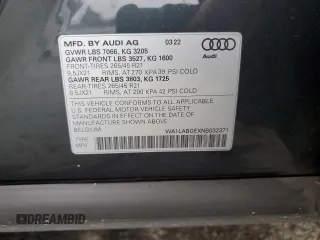 MFD. BY AUDI AG 03 22
GVWR LBS 7066, KG 3205
GAWR FRONT LBS 3527, KG 1600
FRONT-TIRES 265/45 R21
9.5JX21 RIMS, AT 270 KPA 39 PSI COLD
GAWR REAR LBS 3803, KG 1725
REAR-TIRES 265/45 R21
9.5JX21 RIMS, AT 290 KPA 42 PSI COLD
THIS VEHICLE CONFORMS TO ALL APPLICABLE
FEDERAL MOTOR VEHICLE SAFETY
STANDARDS IN EFFECT ON THE DATE OF
MANUFACTURE SHOWN ABOVE.
BELGIUM
TYPE:
MPV
Audi
© DREAMBID